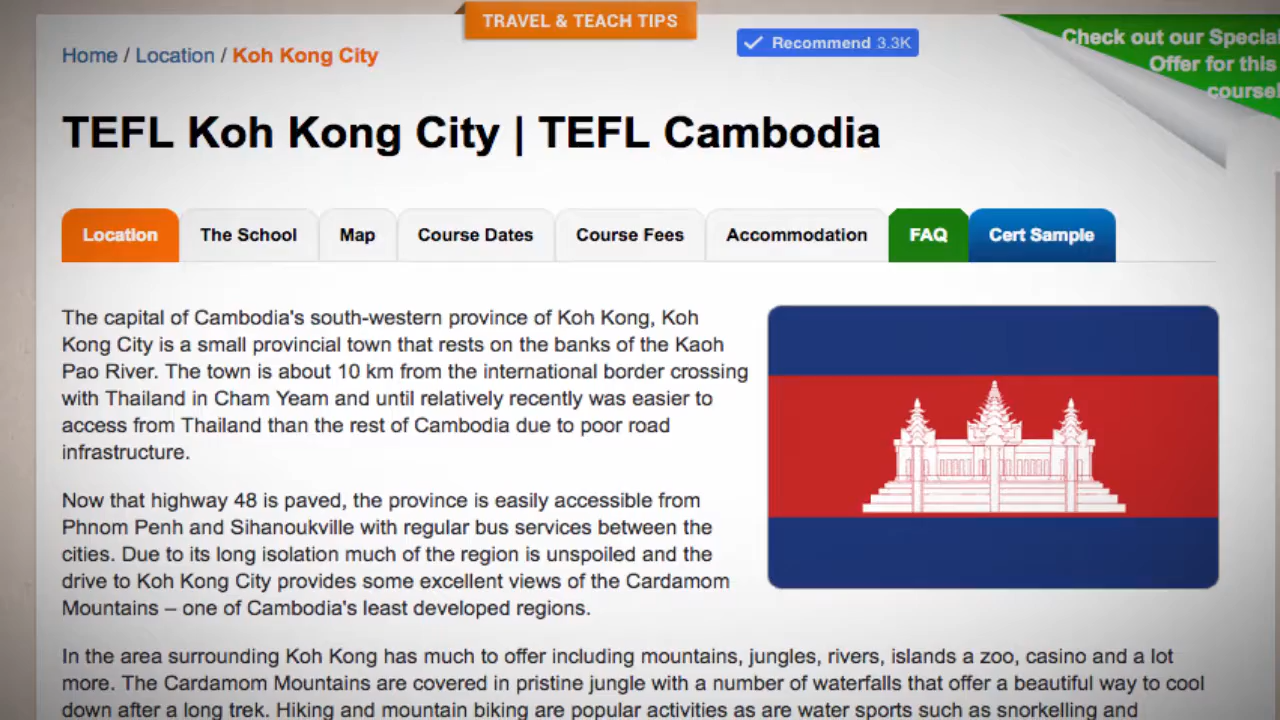 TRAVEL & TEACH TIPS
Home / Location / Koh Kong City
Recommend 3.3K
Check out our Special
Offer for this
course!
TEFL Koh Kong City | TEFL Cambodia
Location The School Map Course Dates Course Fees Accommodation FAQ Cert Sample
The capital of Cambodia's south-western province of Koh Kong, Koh
Kong City is a small provincial town that rests on the banks of the Kaoh
Pao River. The town is about 10 km from the international border crossing
with Thailand in Cham Yeam and until relatively recently was easier to
access from Thailand than the rest of Cambodia due to poor road
infrastructure.
Now that highway 48 is paved, the province is easily accessible from
Phnom Penh and Sihanoukville with regular bus services between the
cities. Due to its long isolation much of the region is unspoiled and the
drive to Koh Kong City provides some excellent views of the Cardamom
Mountains – one of Cambodia's least developed regions.
In the area surrounding Koh Kong has much to offer including mountains, jungles, rivers, islands a zoo, casino and a lot
more. The Cardamom Mountains are covered in pristine jungle with a number of waterfalls that offer a beautiful way to cool
down after a long trek. Hiking and mountain biking are popular activities as are water sports such as snorkelling and